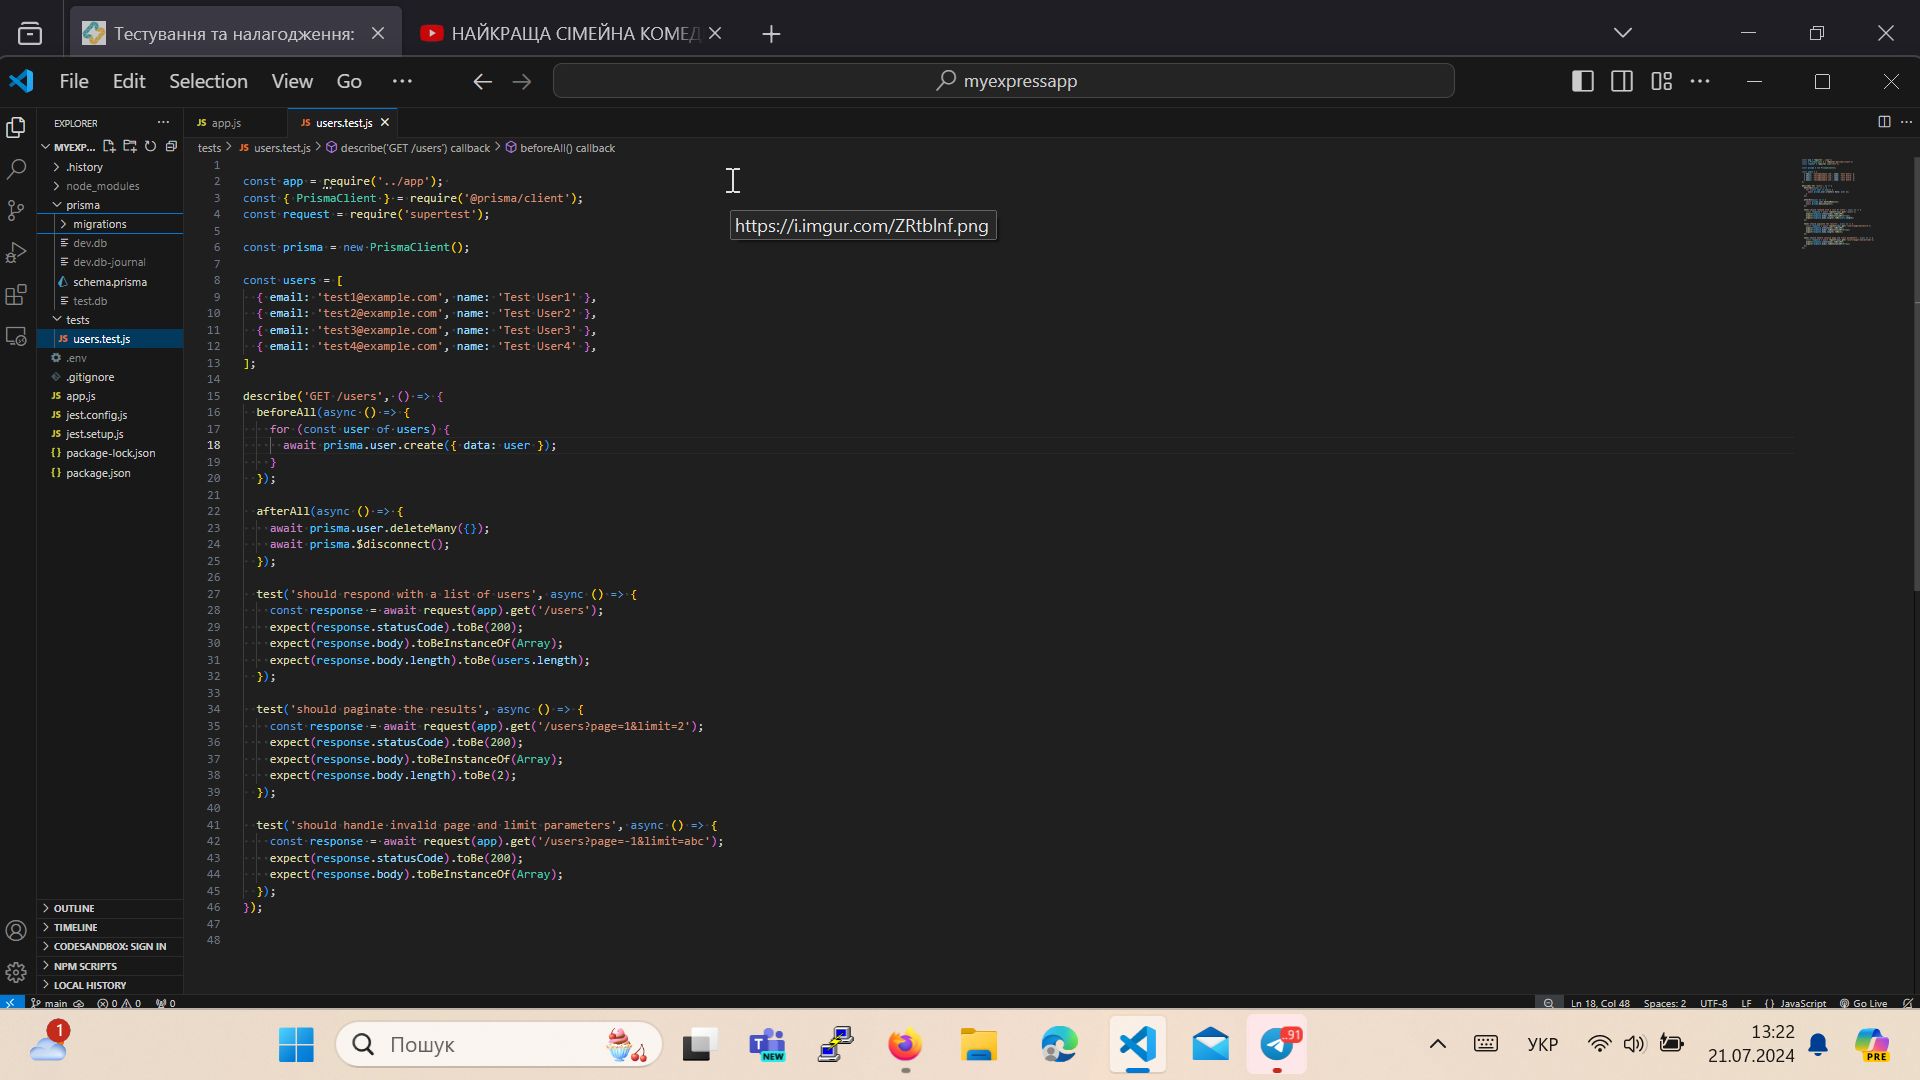 Тестування та налагодження:
НАЙКРАЩА СІМЕЙНА КОМЕД
File Edit Selection View Go ···
myexpressapp
EXPLORER
JS app.js
JS users.test.js
MYEXP...
tests > JS users.test.js > describe('GET /users') callback > beforeAll() callback
.history
node_modules
prisma
migrations
dev.db
dev.db-journal
schema.prisma
test.db
tests
JS users.test.js
.env
.gitignore
JS app.js
JS jest.config.js
JS jest.setup.js
{} package-lock.json
{} package.json
OUTLINE
TIMELINE
CODESANDBOX: SIGN IN
NPM SCRIPTS
LOCAL HISTORY
1
2 const app = require('../app');
3 const { PrismaClient } = require('@prisma/client');
4 const request = require('supertest');
5
6 const prisma = new PrismaClient();
7
8 const users = [
9 { email: 'test1@example.com', name: 'Test User1' },
10 { email: 'test2@example.com', name: 'Test User2' },
11 { email: 'test3@example.com', name: 'Test User3' },
12 { email: 'test4@example.com', name: 'Test User4' },
13 ];
14
15 describe('GET /users', () => {
16 beforeAll(async () => {
17 for (const user of users) {
18 await prisma.user.create({ data: user });
19 }
20 });
21
22 afterAll(async () => {
23 await prisma.user.deleteMany({});
24 await prisma.$disconnect();
25 });
26
27 test('should respond with a list of users', async () => {
28 const response = await request(app).get('/users');
29 expect(response.statusCode).toBe(200);
30 expect(response.body).toBeInstanceOf(Array);
31 expect(response.body.length).toBe(users.length);
32 });
33
34 test('should paginate the results', async () => {
35 const response = await request(app).get('/users?page=1&limit=2');
36 expect(response.statusCode).toBe(200);
37 expect(response.body).toBeInstanceOf(Array);
38 expect(response.body.length).toBe(2);
39 });
40
41 test('should handle invalid page and limit parameters', async () => {
42 const response = await request(app).get('/users?page=-1&limit=abc');
43 expect(response.statusCode).toBe(200);
44 expect(response.body).toBeInstanceOf(Array);
45 });
46 });
47
48
https://i.imgur.com/ZRtblnf.png
main 0 0 0
Ln 18, Col 48 Spaces: 2 UTF-8 LF {} JavaScript Go Live
1
Пошук
NEW
91
УКР
13:22
21.07.2024
PRE